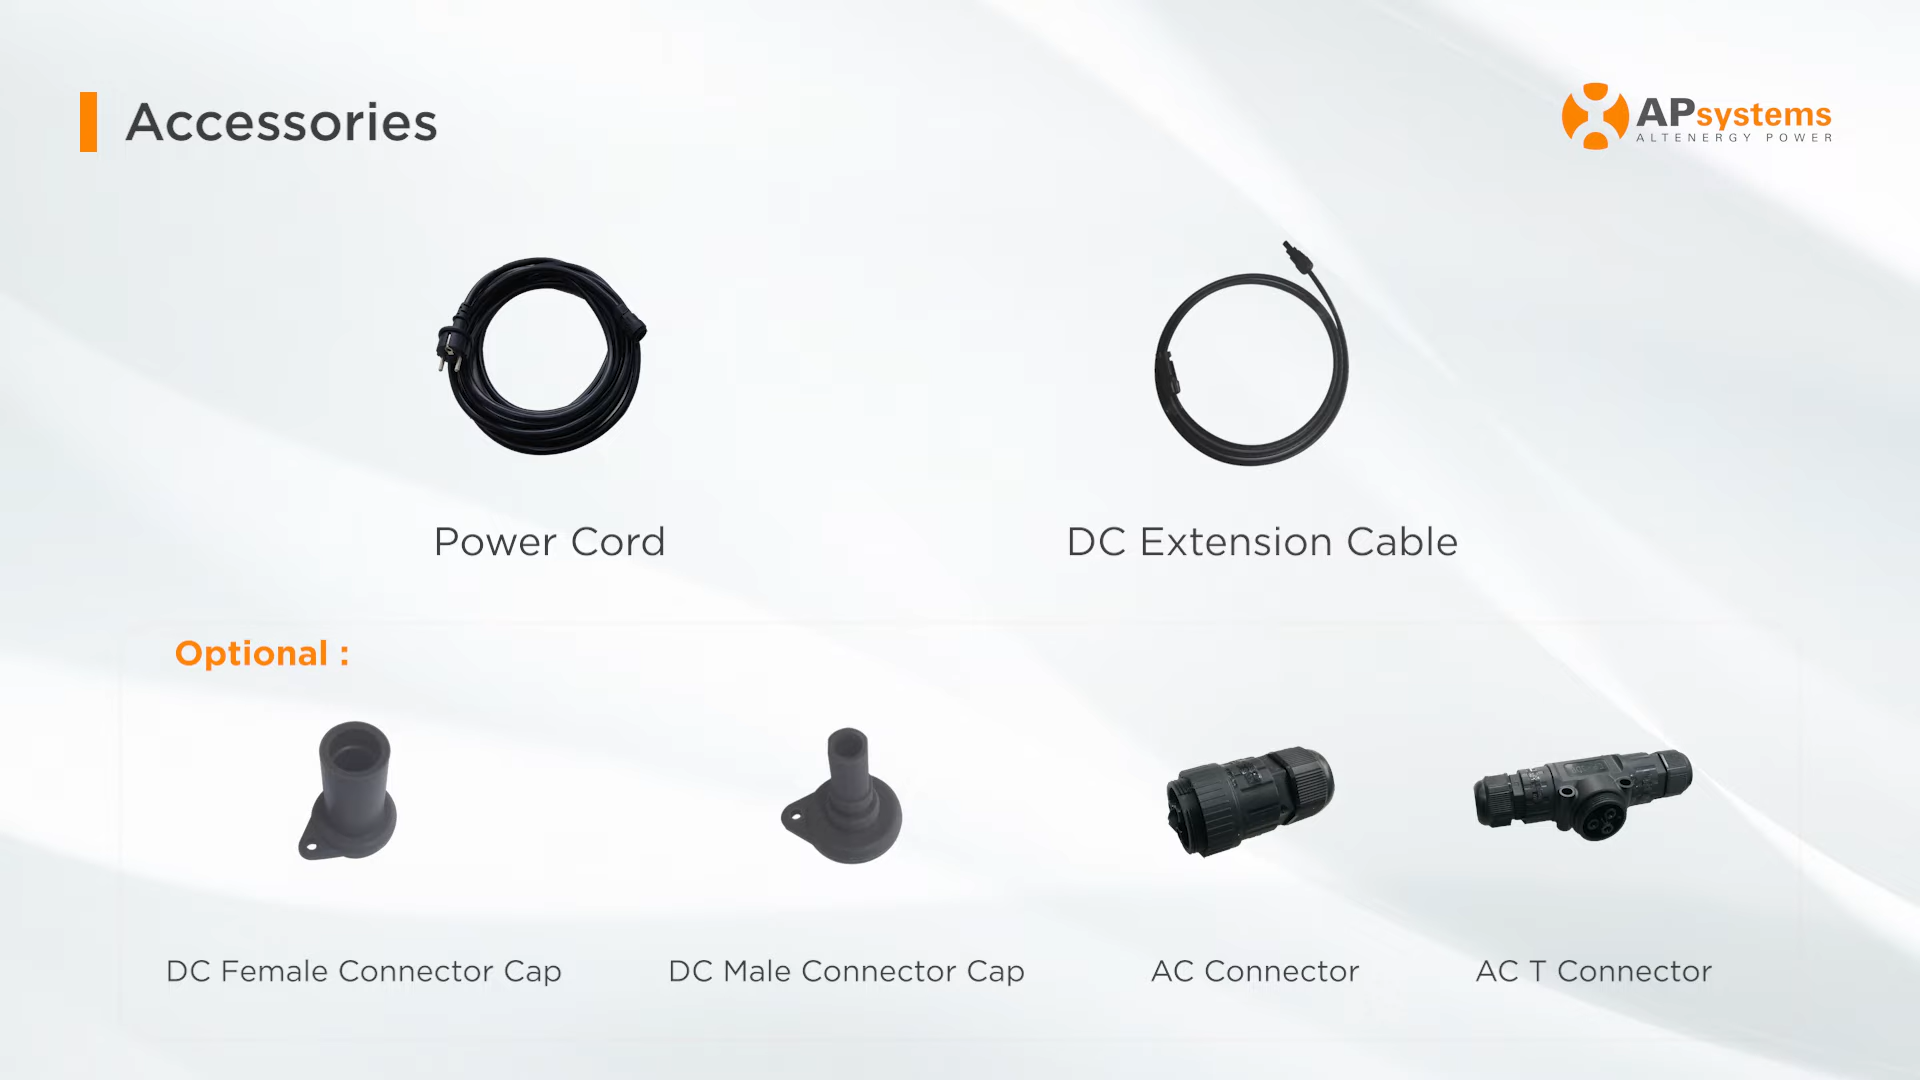 Accessories
APsystems
ALTENERGY POWER
Power Cord
DC Extension Cable
Optional :
DC Female Connector Cap
DC Male Connector Cap
AC Connector
AC T Connector